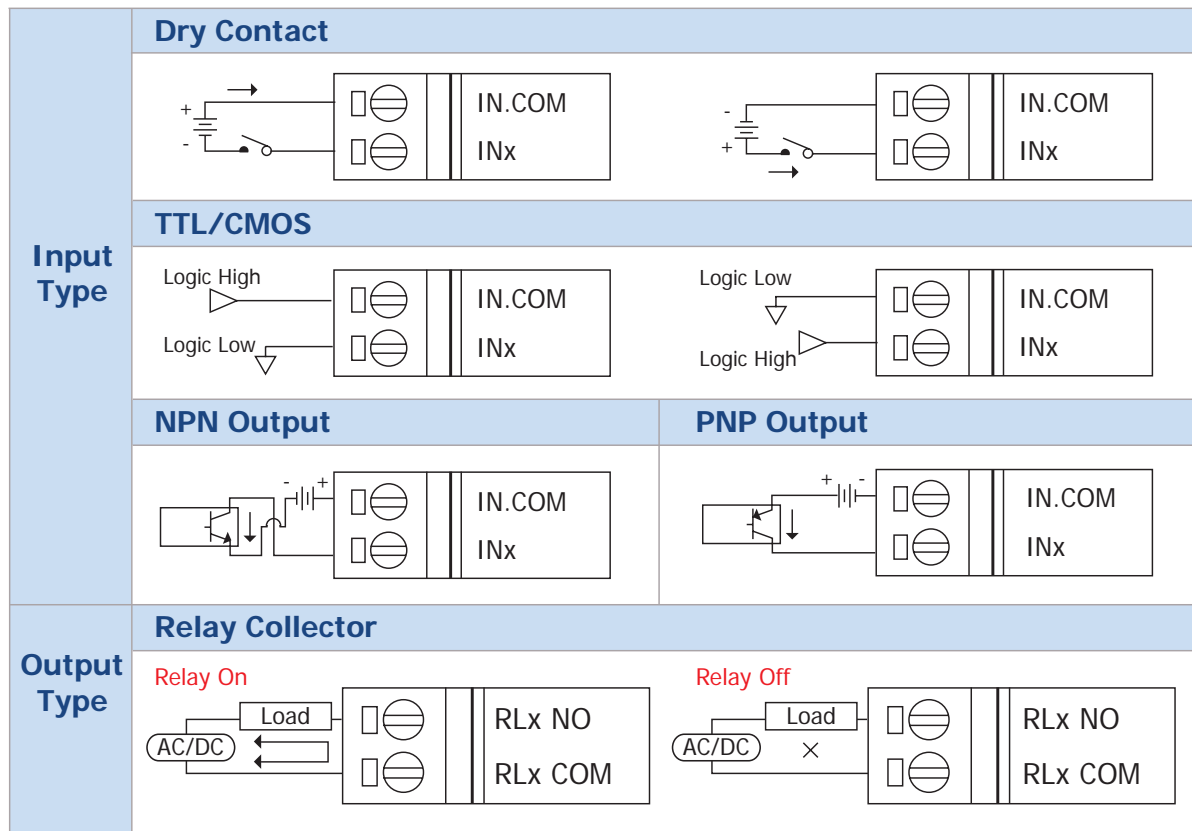 Input
Type
Dry Contact
+
-
IN.COM
INx
-
+
IN.COM
INx
TTL/CMOS
Logic High
Logic Low
IN.COM
INx
Logic Low
Logic High
IN.COM
INx
NPN Output
- +
IN.COM
INx
PNP Output
+ -
IN.COM
INx
Output
Type
Relay Collector
Relay On
Load
AC/DC
RLx NO
RLx COM
Relay Off
Load
AC/DC
RLx NO
RLx COM